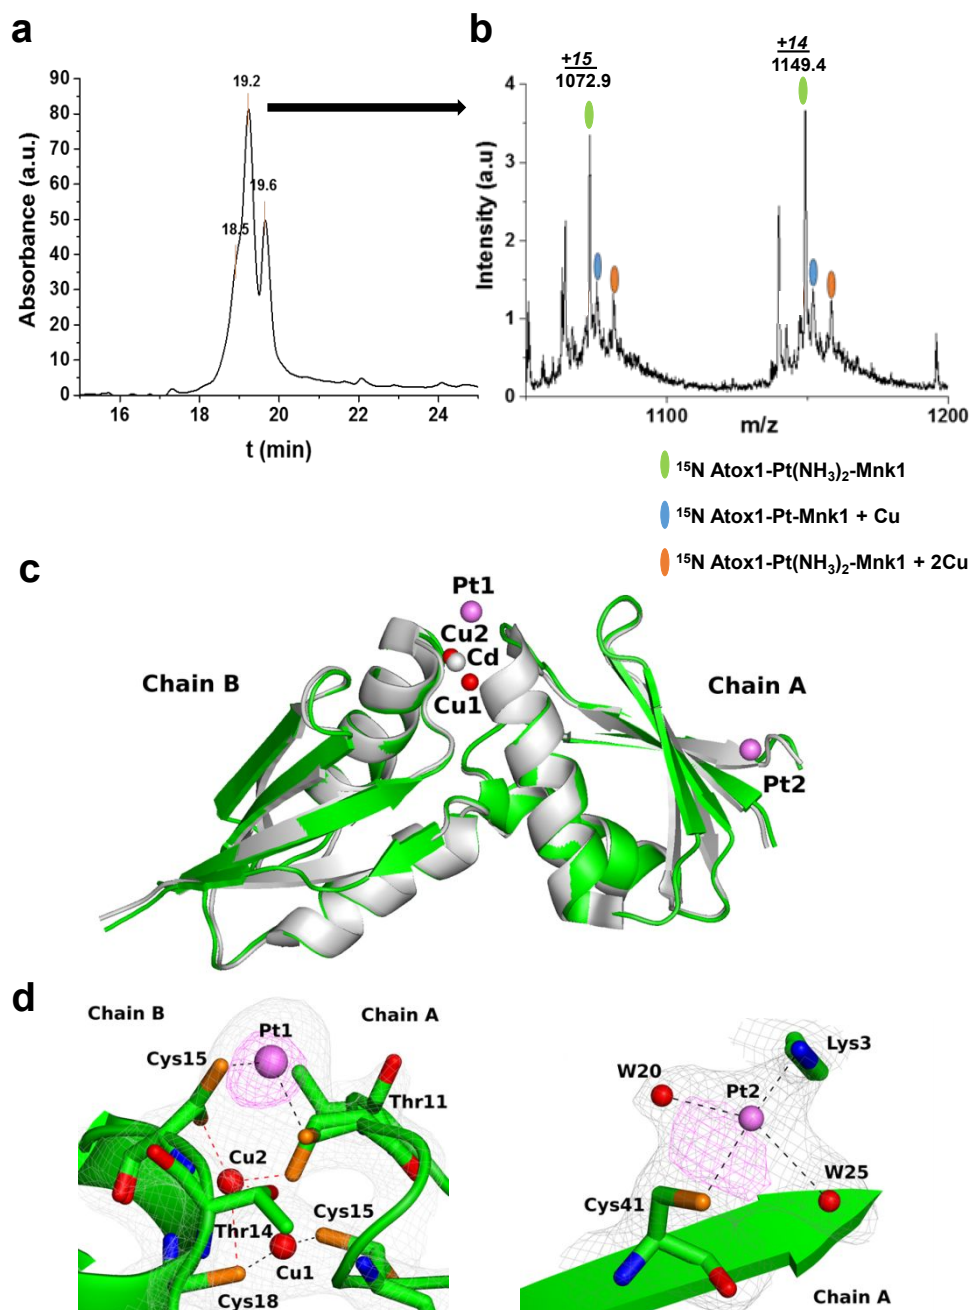 a
b
19.2
19.6
18.5
90
80
70
60
50
40
30
20
10
0
Absorbance (a.u.)
16
18
20
22
24
t (min)
+15
1072.9
+14
1149.4
4
3
2
1
0
Intensity (a.u)
1100
1200
m/z
¹⁵N Atox1-Pt(NH₃)₂-Mnk1
¹⁵N Atox1-Pt-Mnk1 + Cu
¹⁵N Atox1-Pt(NH₃)₂-Mnk1 + 2Cu
c
Pt1
Cu2
Cd
Cu1
Chain B
Chain A
Pt2
d
Chain B
Chain A
Pt1
Cys15
Thr11
Cu2
Cys15
Thr14
Cu1
Cys18
Lys3
W20
Pt2
W25
Cys41
Chain A